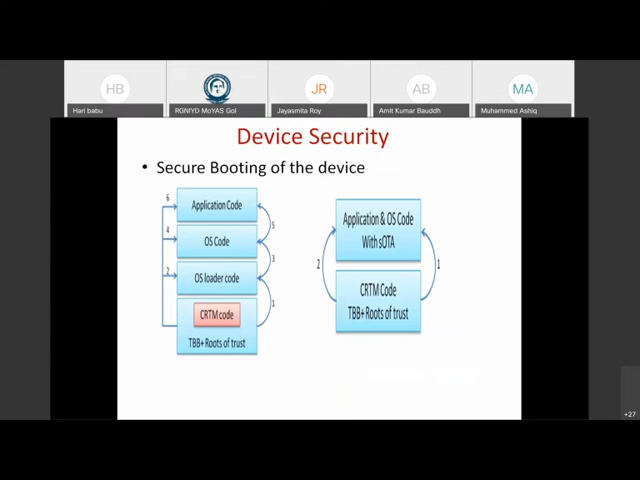 HB
JR
AB
MA
Hari babu
RGNIYD MoYAS GoI
Jayasmita Roy
Amit Kumar Bauddh
Muhammed Ashiq
Device Security
• Secure Booting of the device
6
Application Code
5
4
OS Code
3
2
OS loader code
1
CRTM code
TBB+ Roots of trust
Application & OS Code
With sOTA
2
1
CRTM Code
TBB+ Roots of trust
+27